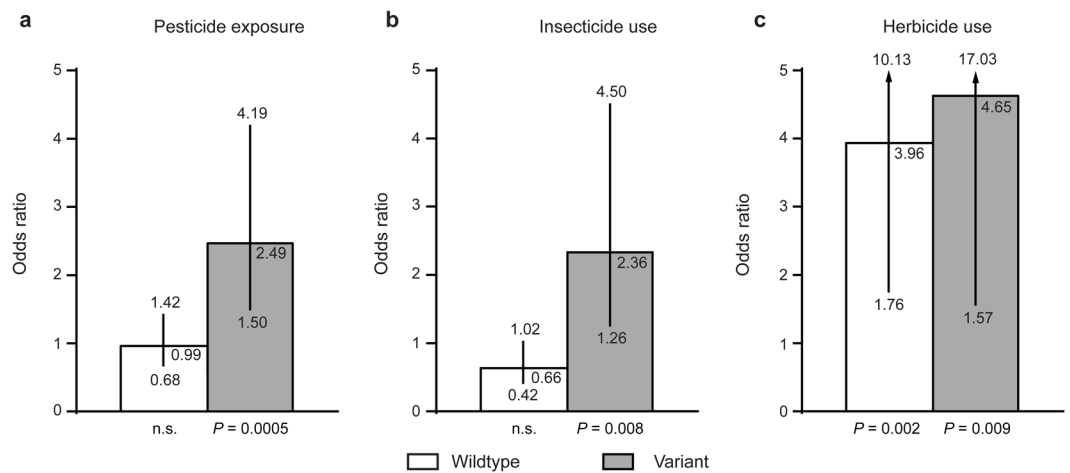 a
Pesticide exposure
Odds ratio
5
4
3
2
1
0
4.19
2.49
1.50
1.42
0.99
0.68
n.s.
P = 0.0005
b
Insecticide use
Odds ratio
5
4
3
2
1
0
4.50
2.36
1.26
1.02
0.66
0.42
n.s.
P = 0.008
c
Herbicide use
Odds ratio
5
4
3
2
1
0
10.13
17.03
4.65
3.96
1.76
1.57
P = 0.002
P = 0.009
Wildtype
Variant